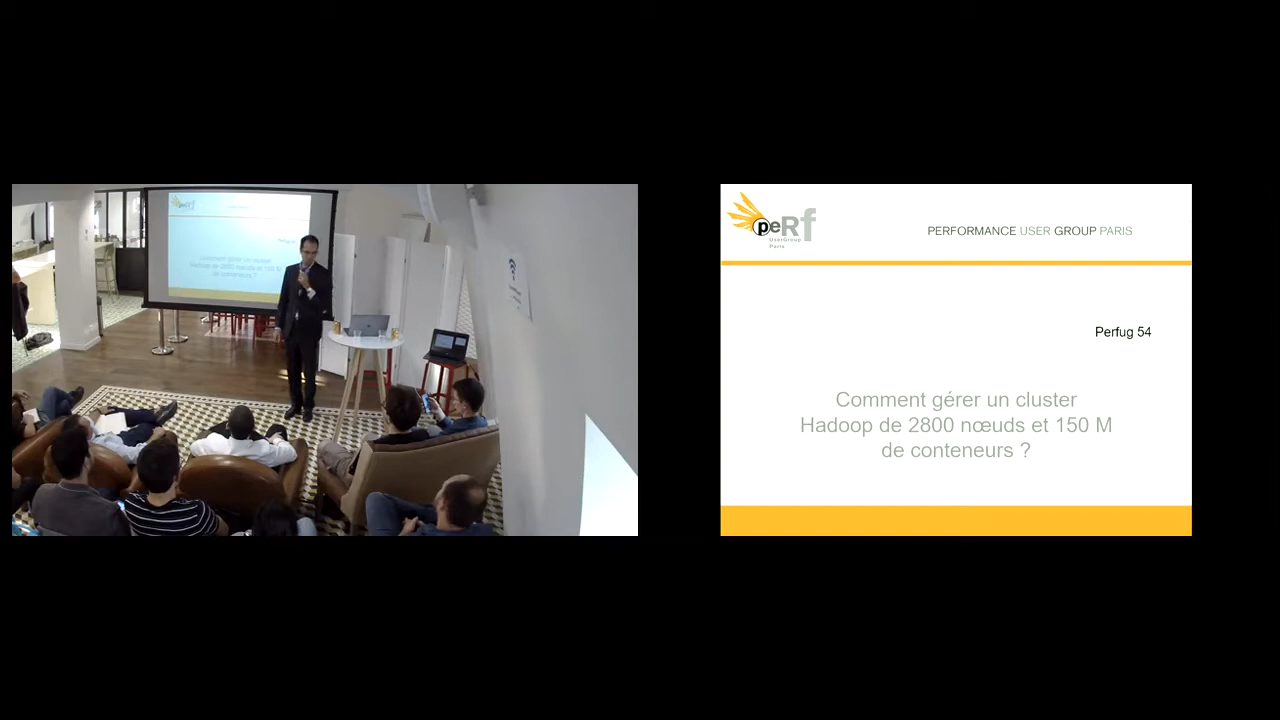 peRf
UserGroup
Paris
PERFORMANCE USER GROUP PARIS
Perfug 54
Comment gérer un cluster
Hadoop de 2800 nœuds et 150 M
de conteneurs ?